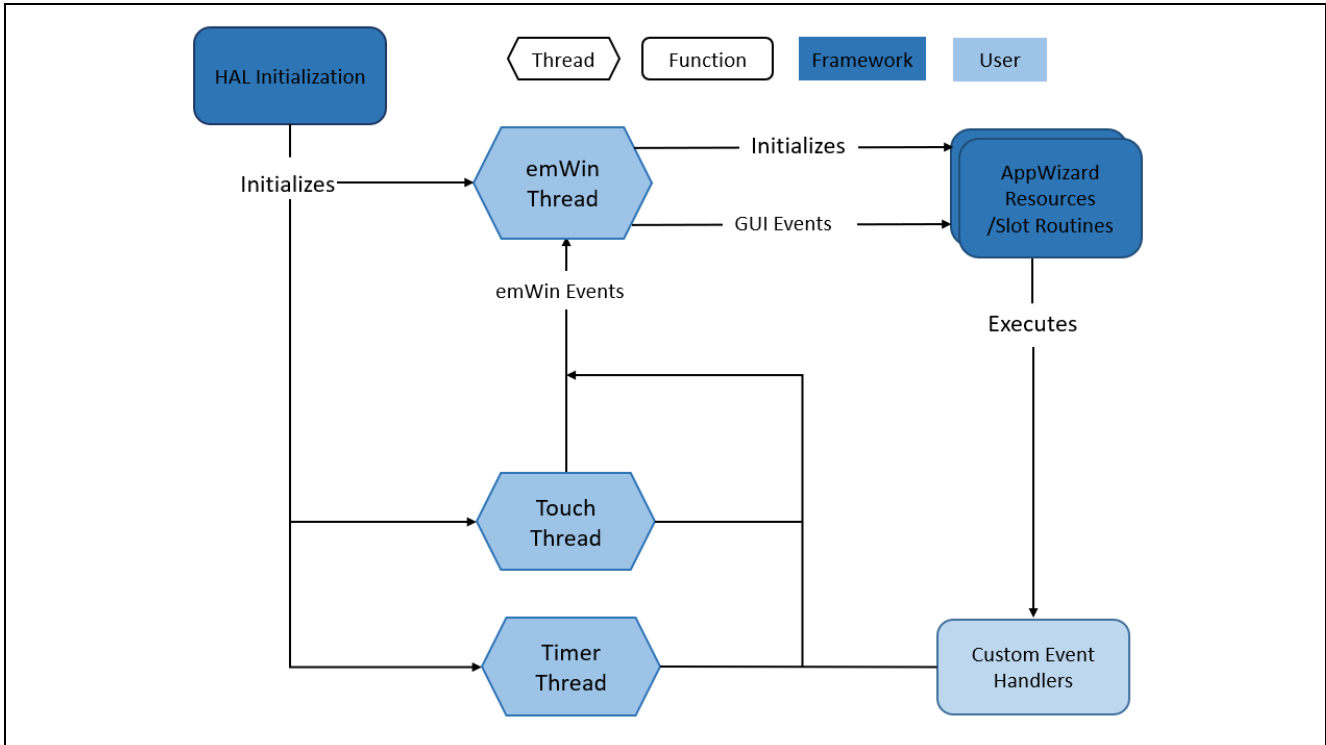 HAL Initialization
Thread
Function
Framework
User
Initializes
emWin
Thread
Initializes
GUI Events
AppWizard
Resources
/Slot Routines
emWin Events
Executes
Touch
Thread
Timer
Thread
Custom Event
Handlers